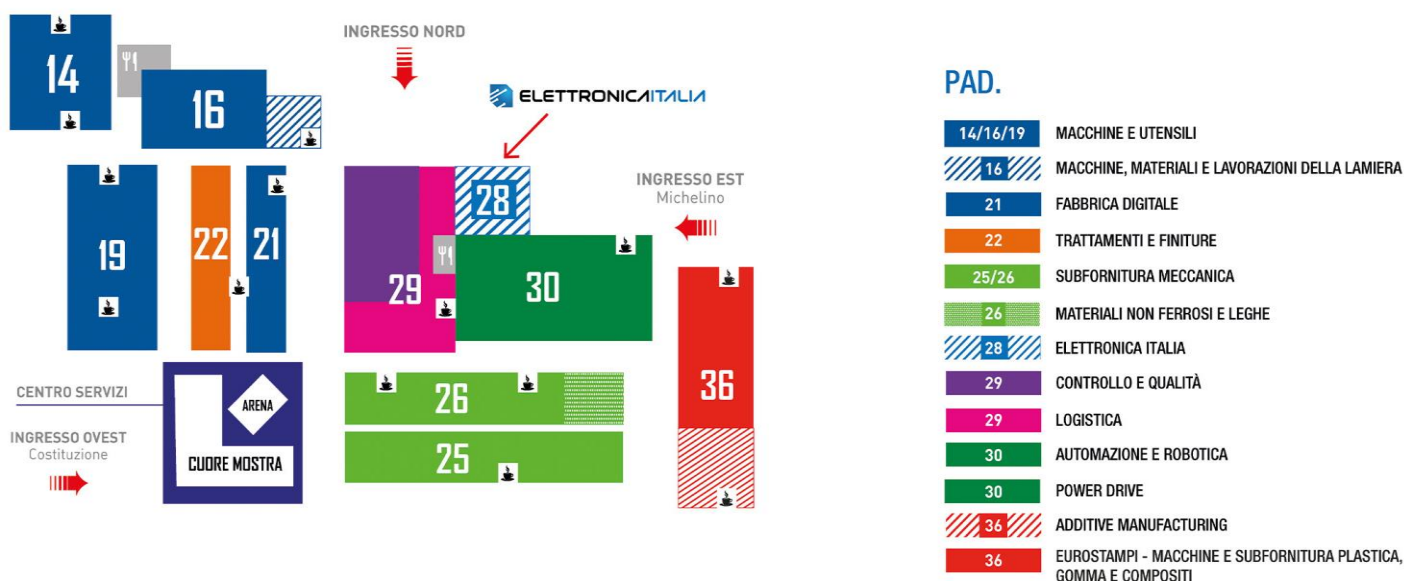 INGRESSO NORD
14
16
ELETTRONICAITALIA
19
22
21
29
28
30
INGRESSO EST
Michelino
36
26
25
CENTRO SERVIZI
INGRESSO OVEST
Costituzione
ARENA
CUORE MOSTRA
PAD.
14/16/19 MACCHINE E UTENSILI
16 MACCHINE, MATERIALI E LAVORAZIONI DELLA LAMIERA
21 FABBRICA DIGITALE
22 TRATTAMENTI E FINITURE
25/26 SUBFORNITURA MECCANICA
26 MATERIALI NON FERROSI E LEGHE
28 ELETTRONICA ITALIA
29 CONTROLLO E QUALITÀ
29 LOGISTICA
30 AUTOMAZIONE E ROBOTICA
30 POWER DRIVE
36 ADDITIVE MANUFACTURING
36 EUROSTAMPI - MACCHINE E SUBFORNITURA PLASTICA,
GOMMA E COMPOSITI